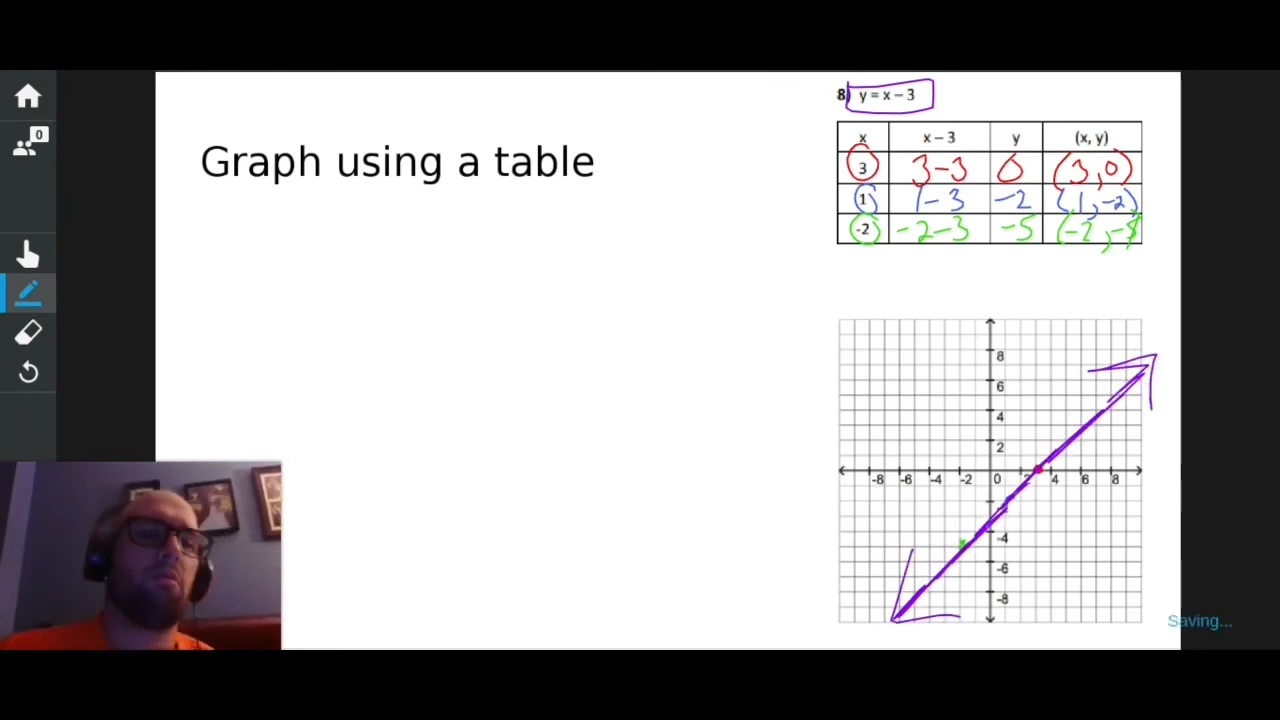 0
Graph using a table
8) y = x – 3
x x – 3 y (x, y)
3 3-3 0 (3,0)
1 1-3 -2 (1,-2)
-2 -2-3 -5 (-2,-5
8
6
4
2
-8 -6 -4 -2 0 2 4 6 8
-4
-6
-8
Saving...